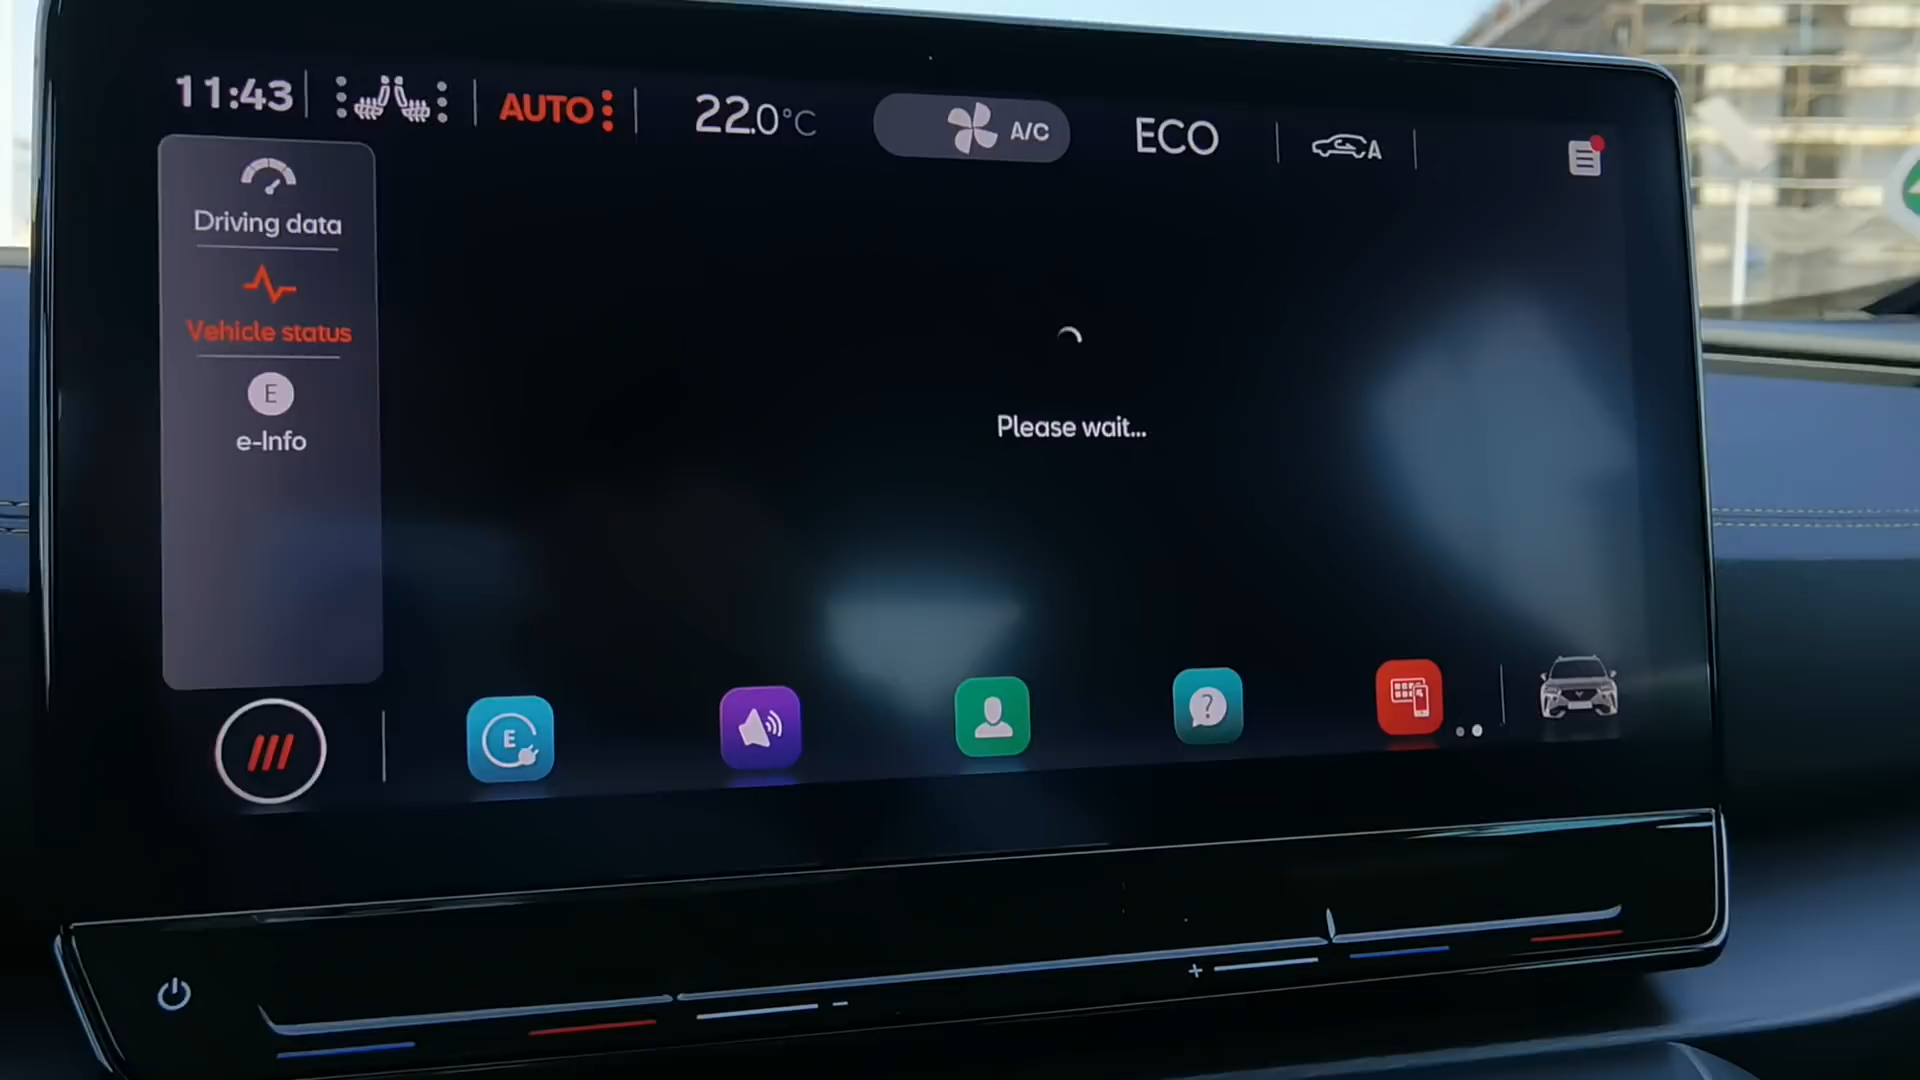 11:43 AUTO 22.0°C A/C ECO A
Driving data
Vehicle status
E
e-Info
Please wait...
E
?
- +